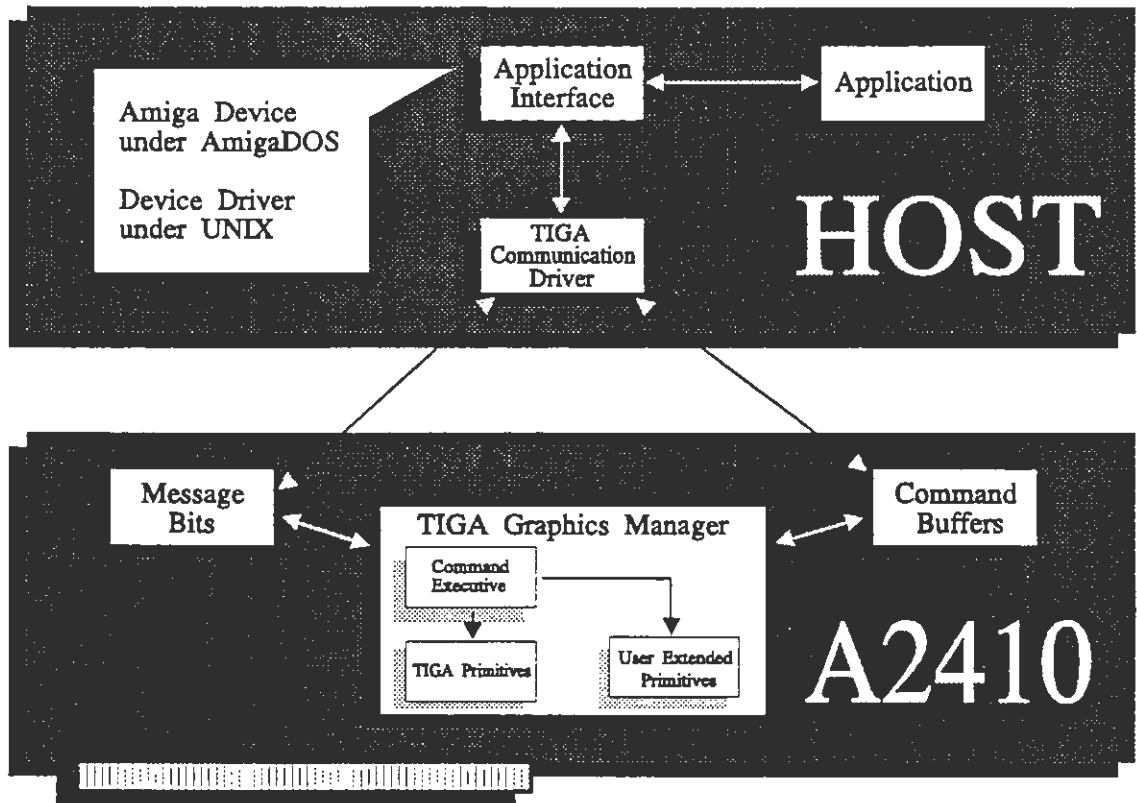 Application
Interface
Application
Amiga Device
under AmigaDOS
Device Driver
under UNIX
HOST
TIGA
Communication
Driver
Message
Bits
Command
Buffers
TIGA Graphics Manager
Command
Executive
TIGA Primitives
User Extended
Primitives
A2410